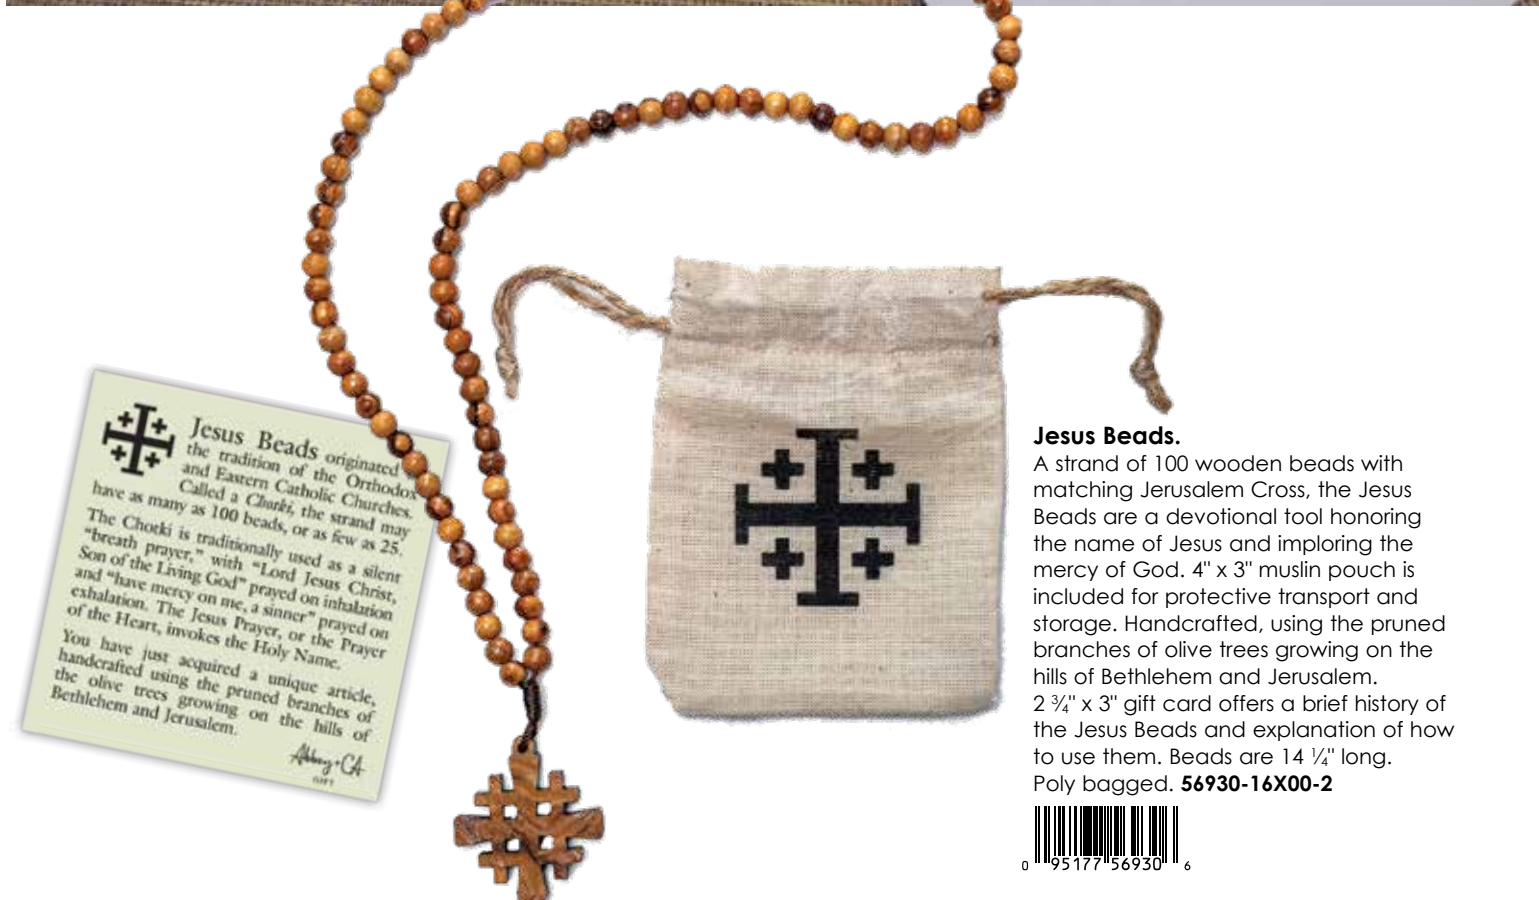 Jesus Beads originated
the tradition of the Orthodox
and Eastern Catholic Churches.
Called a Chotki, the strand may
have as many as 100 beads, or as few as 25.
The Chotki is traditionally used as a silent
“breath prayer,” with “Lord Jesus Christ,
Son of the Living God” prayed on inhalation
and “have mercy on me, a sinner” prayed on
exhalation. The Jesus Prayer, or the Prayer
of the Heart, invokes the Holy Name.
You have just acquired a unique article,
handcrafted using the pruned branches of
the olive trees growing on the hills of
Bethlehem and Jerusalem.
Abbey + CA
GIFT
Jesus Beads.
A strand of 100 wooden beads with
matching Jerusalem Cross, the Jesus
Beads are a devotional tool honoring
the name of Jesus and imploring the
mercy of God. 4" x 3" muslin pouch is
included for protective transport and
storage. Handcrafted, using the pruned
branches of olive trees growing on the
hills of Bethlehem and Jerusalem.
2 ¾" x 3" gift card offers a brief history of
the Jesus Beads and explanation of how
to use them. Beads are 14 ¼" long.
Poly bagged. 56930-16X00-2
0 95177 56930 6